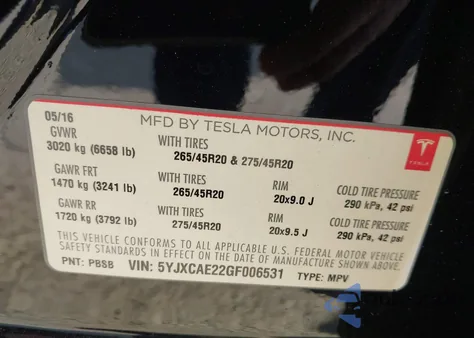 05/16 MFD BY TESLA MOTORS, INC.
GVWR
3020 kg (6658 lb) WITH TIRES
265/45R20 & 275/45R20
TESLA
GAWR FRT WITH TIRES RIM COLD TIRE PRESSURE
1470 kg (3241 lb) 265/45R20 20x9.0 J 290 kPa, 42 psi
GAWR RR WITH TIRES RIM COLD TIRE PRESSURE
1720 kg (3792 lb) 275/45R20 20x9.5 J 290 kPa, 42 psi
THIS VEHICLE CONFORMS TO ALL APPLICABLE U.S. FEDERAL MOTOR VEHICLE
SAFETY STANDARDS IN EFFECT ON THE DATE OF MANUFACTURE SHOWN ABOVE.
PNT: PBSB VIN: 5YJXCAE22GF006531 TYPE: MPV